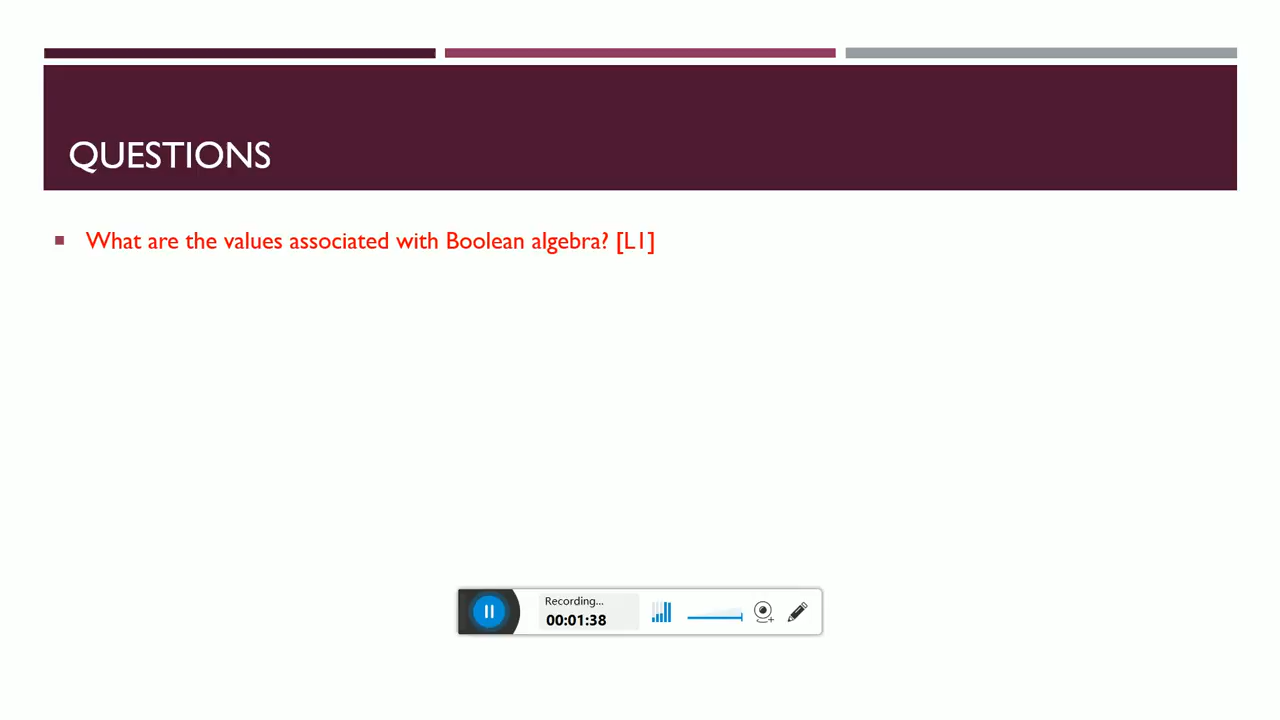 QUESTIONS
What are the values associated with Boolean algebra? [L1]
Recording...
00:01:38